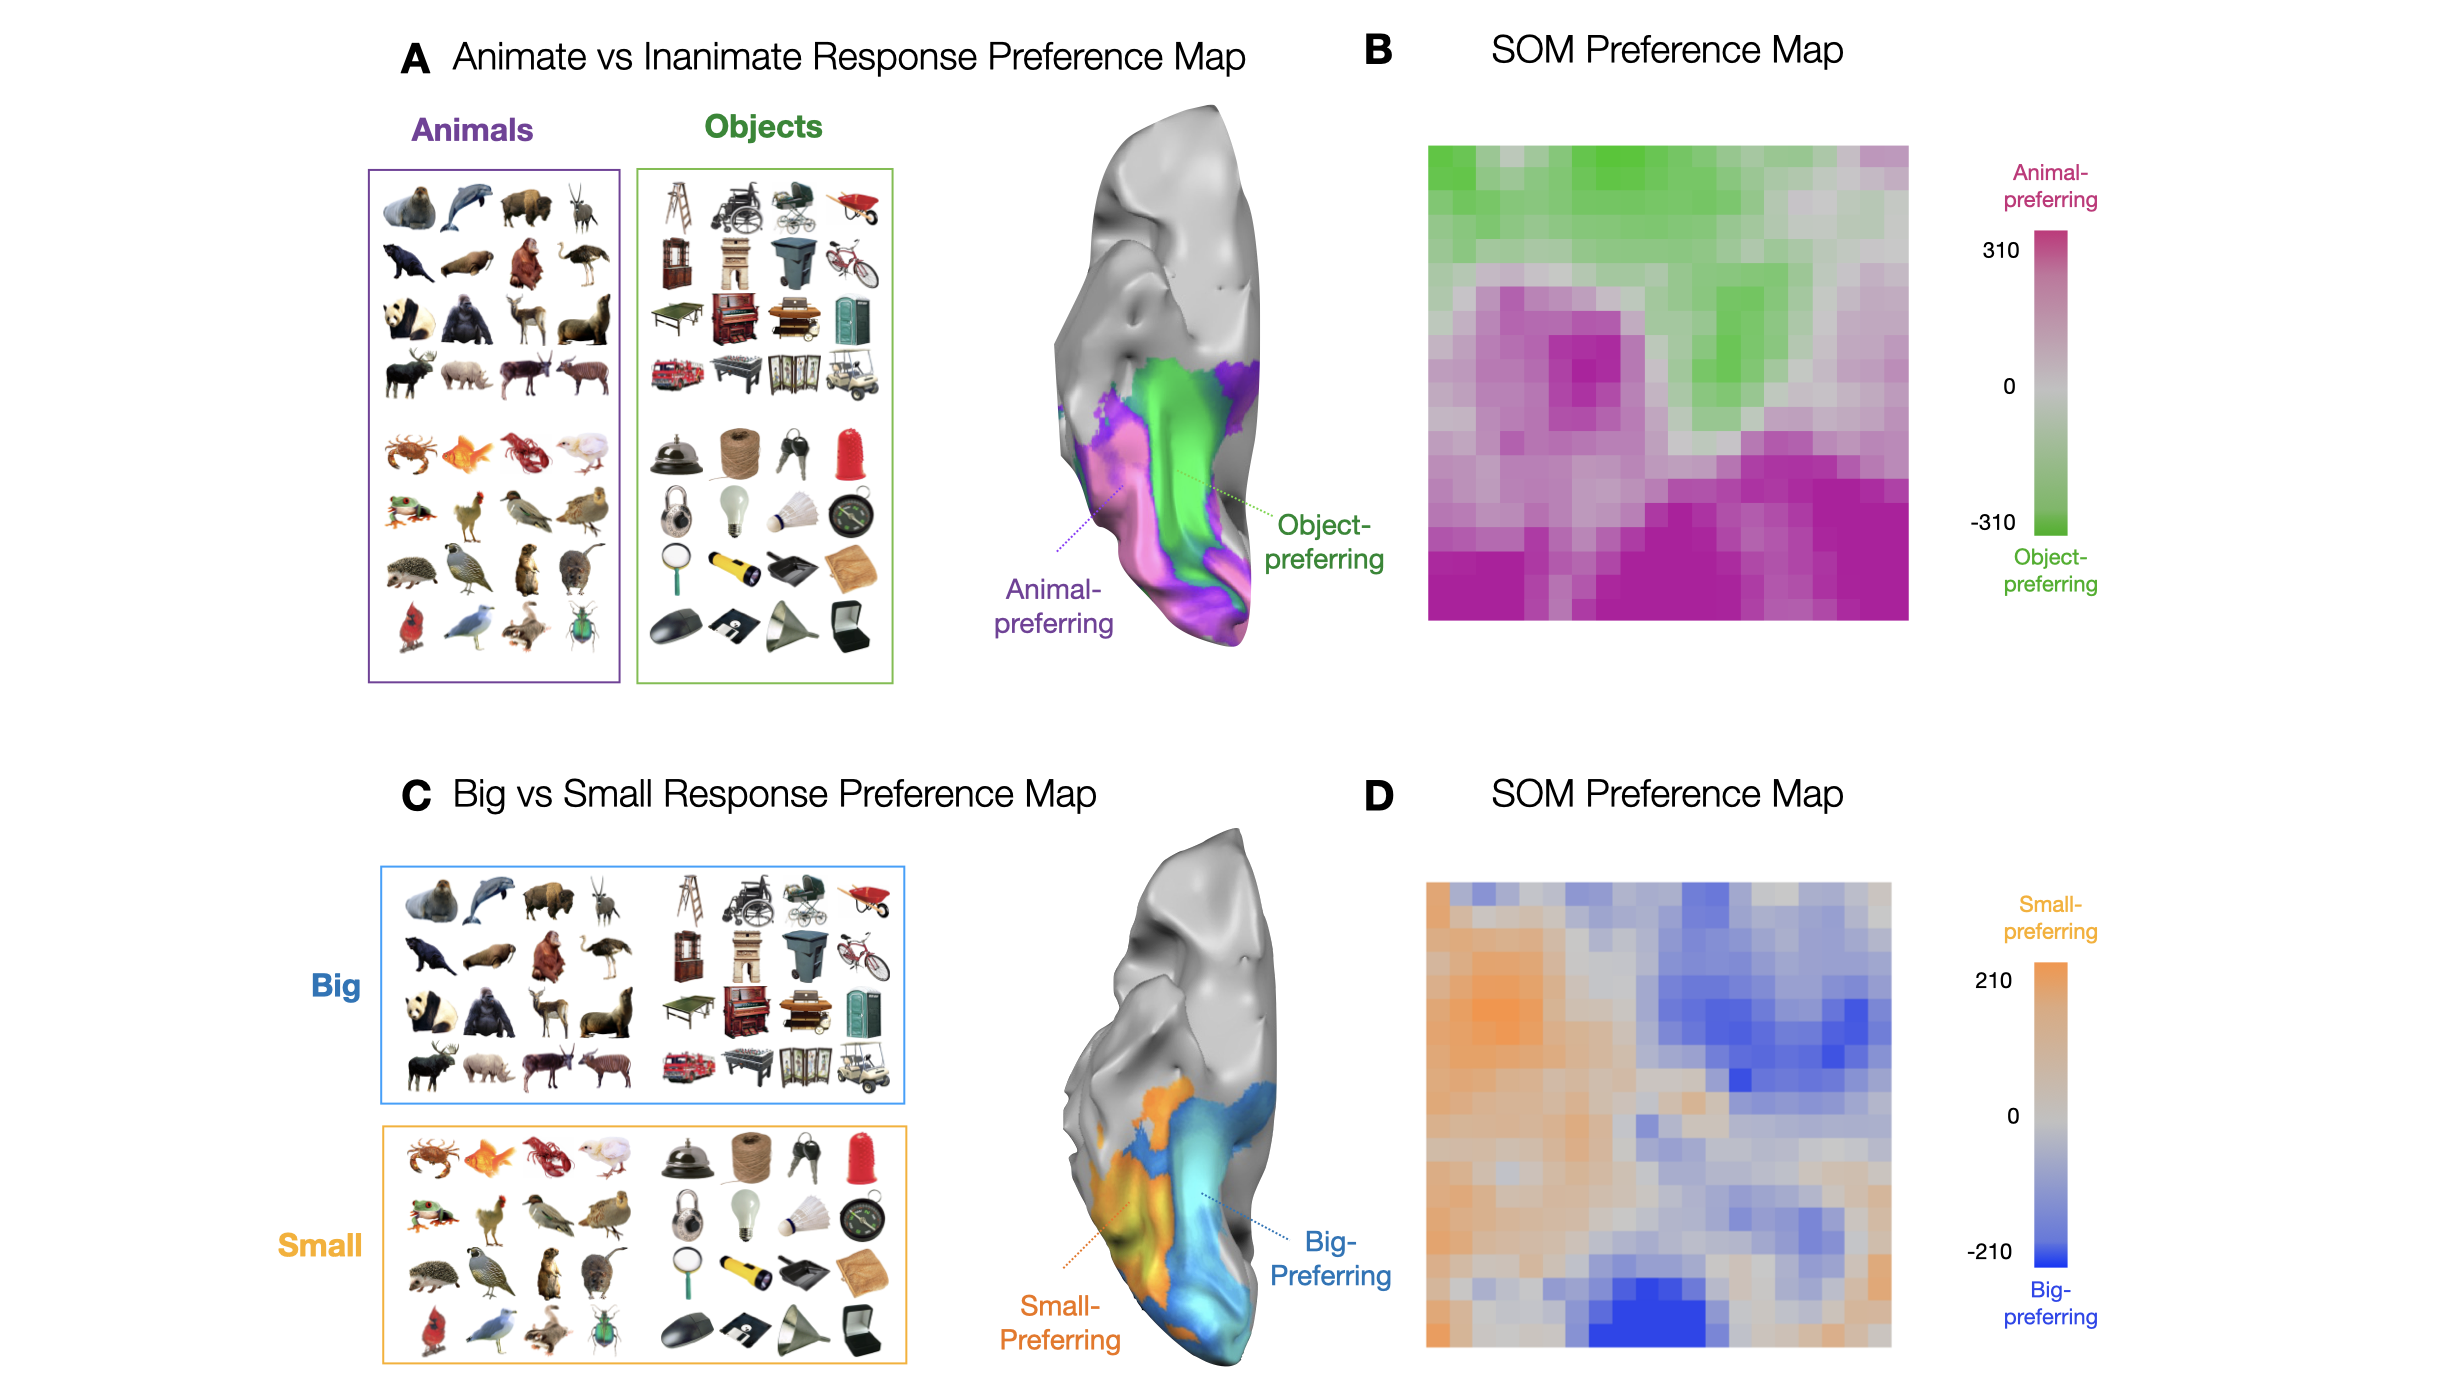 A Animate vs Inanimate Response Preference Map
Animals
Objects
Animal-
preferring
Object-
preferring
B SOM Preference Map
Animal-
preferring
310
0
-310
Object-
preferring
C Big vs Small Response Preference Map
Big
Small
Small-
Preferring
Big-
Preferring
D SOM Preference Map
Small-
preferring
210
0
-210
Big-
preferring